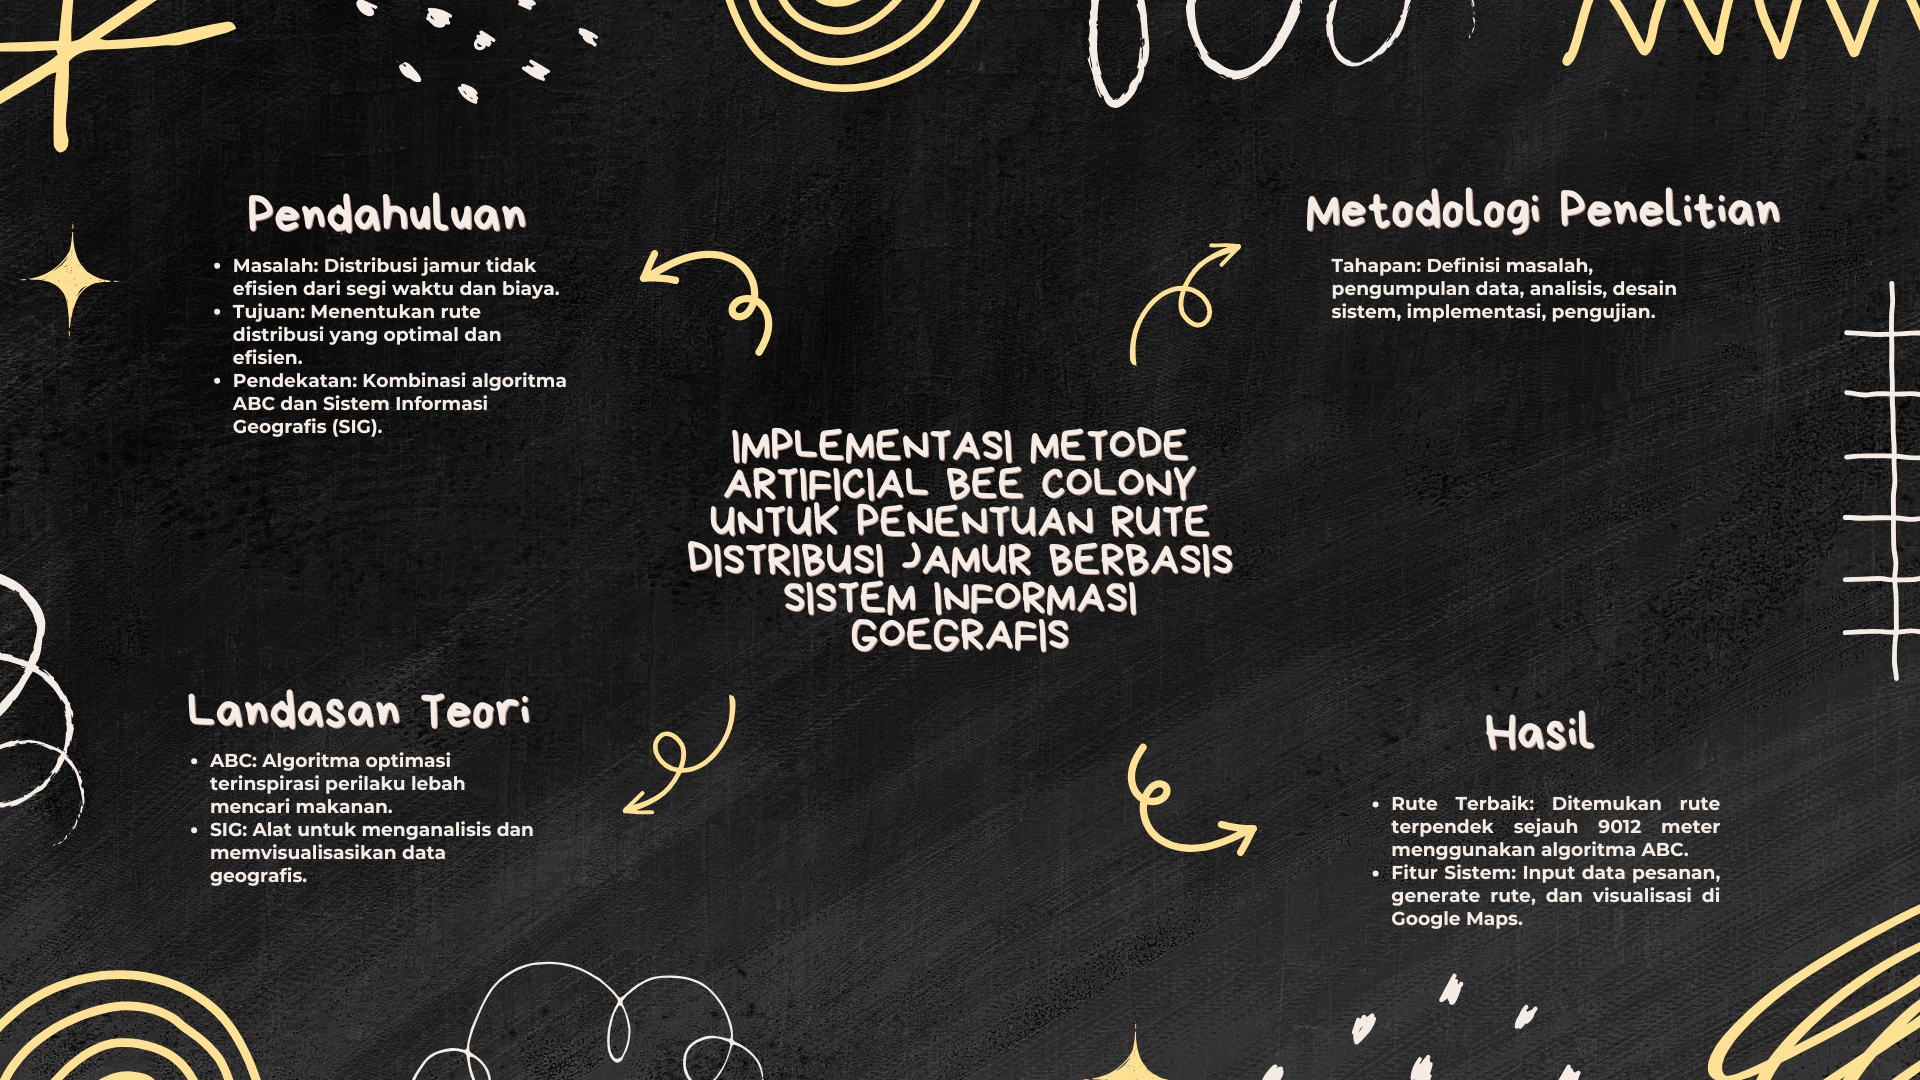 Pendahuluan
• Masalah: Distribusi jamur tidak
efisien dari segi waktu dan biaya.
• Tujuan: Menentukan rute
distribusi yang optimal dan
efisien.
• Pendekatan: Kombinasi algoritma
ABC dan Sistem Informasi
Geografis (SIG).
Metodologi Penelitian
Tahapan: Definisi masalah,
pengumpulan data, analisis, desain
sistem, implementasi, pengujian.
IMPLEMENTASI METODE
ARTIFICIAL BEE COLONY
UNTUK PENENTUAN RUTE
DISTRIBUSI JAMUR BERBASIS
SISTEM INFORMASI
GOEGRAFIS
Landasan Teori
• ABC: Algoritma optimasi
terinspirasi perilaku lebah
mencari makanan.
• SIG: Alat untuk menganalisis dan
memvisualisasikan data
geografis.
Hasil
• Rute Terbaik: Ditemukan rute
terpendek sejauh 9012 meter
menggunakan algoritma ABC.
• Fitur Sistem: Input data pesanan,
generate rute, dan visualisasi di
Google Maps.